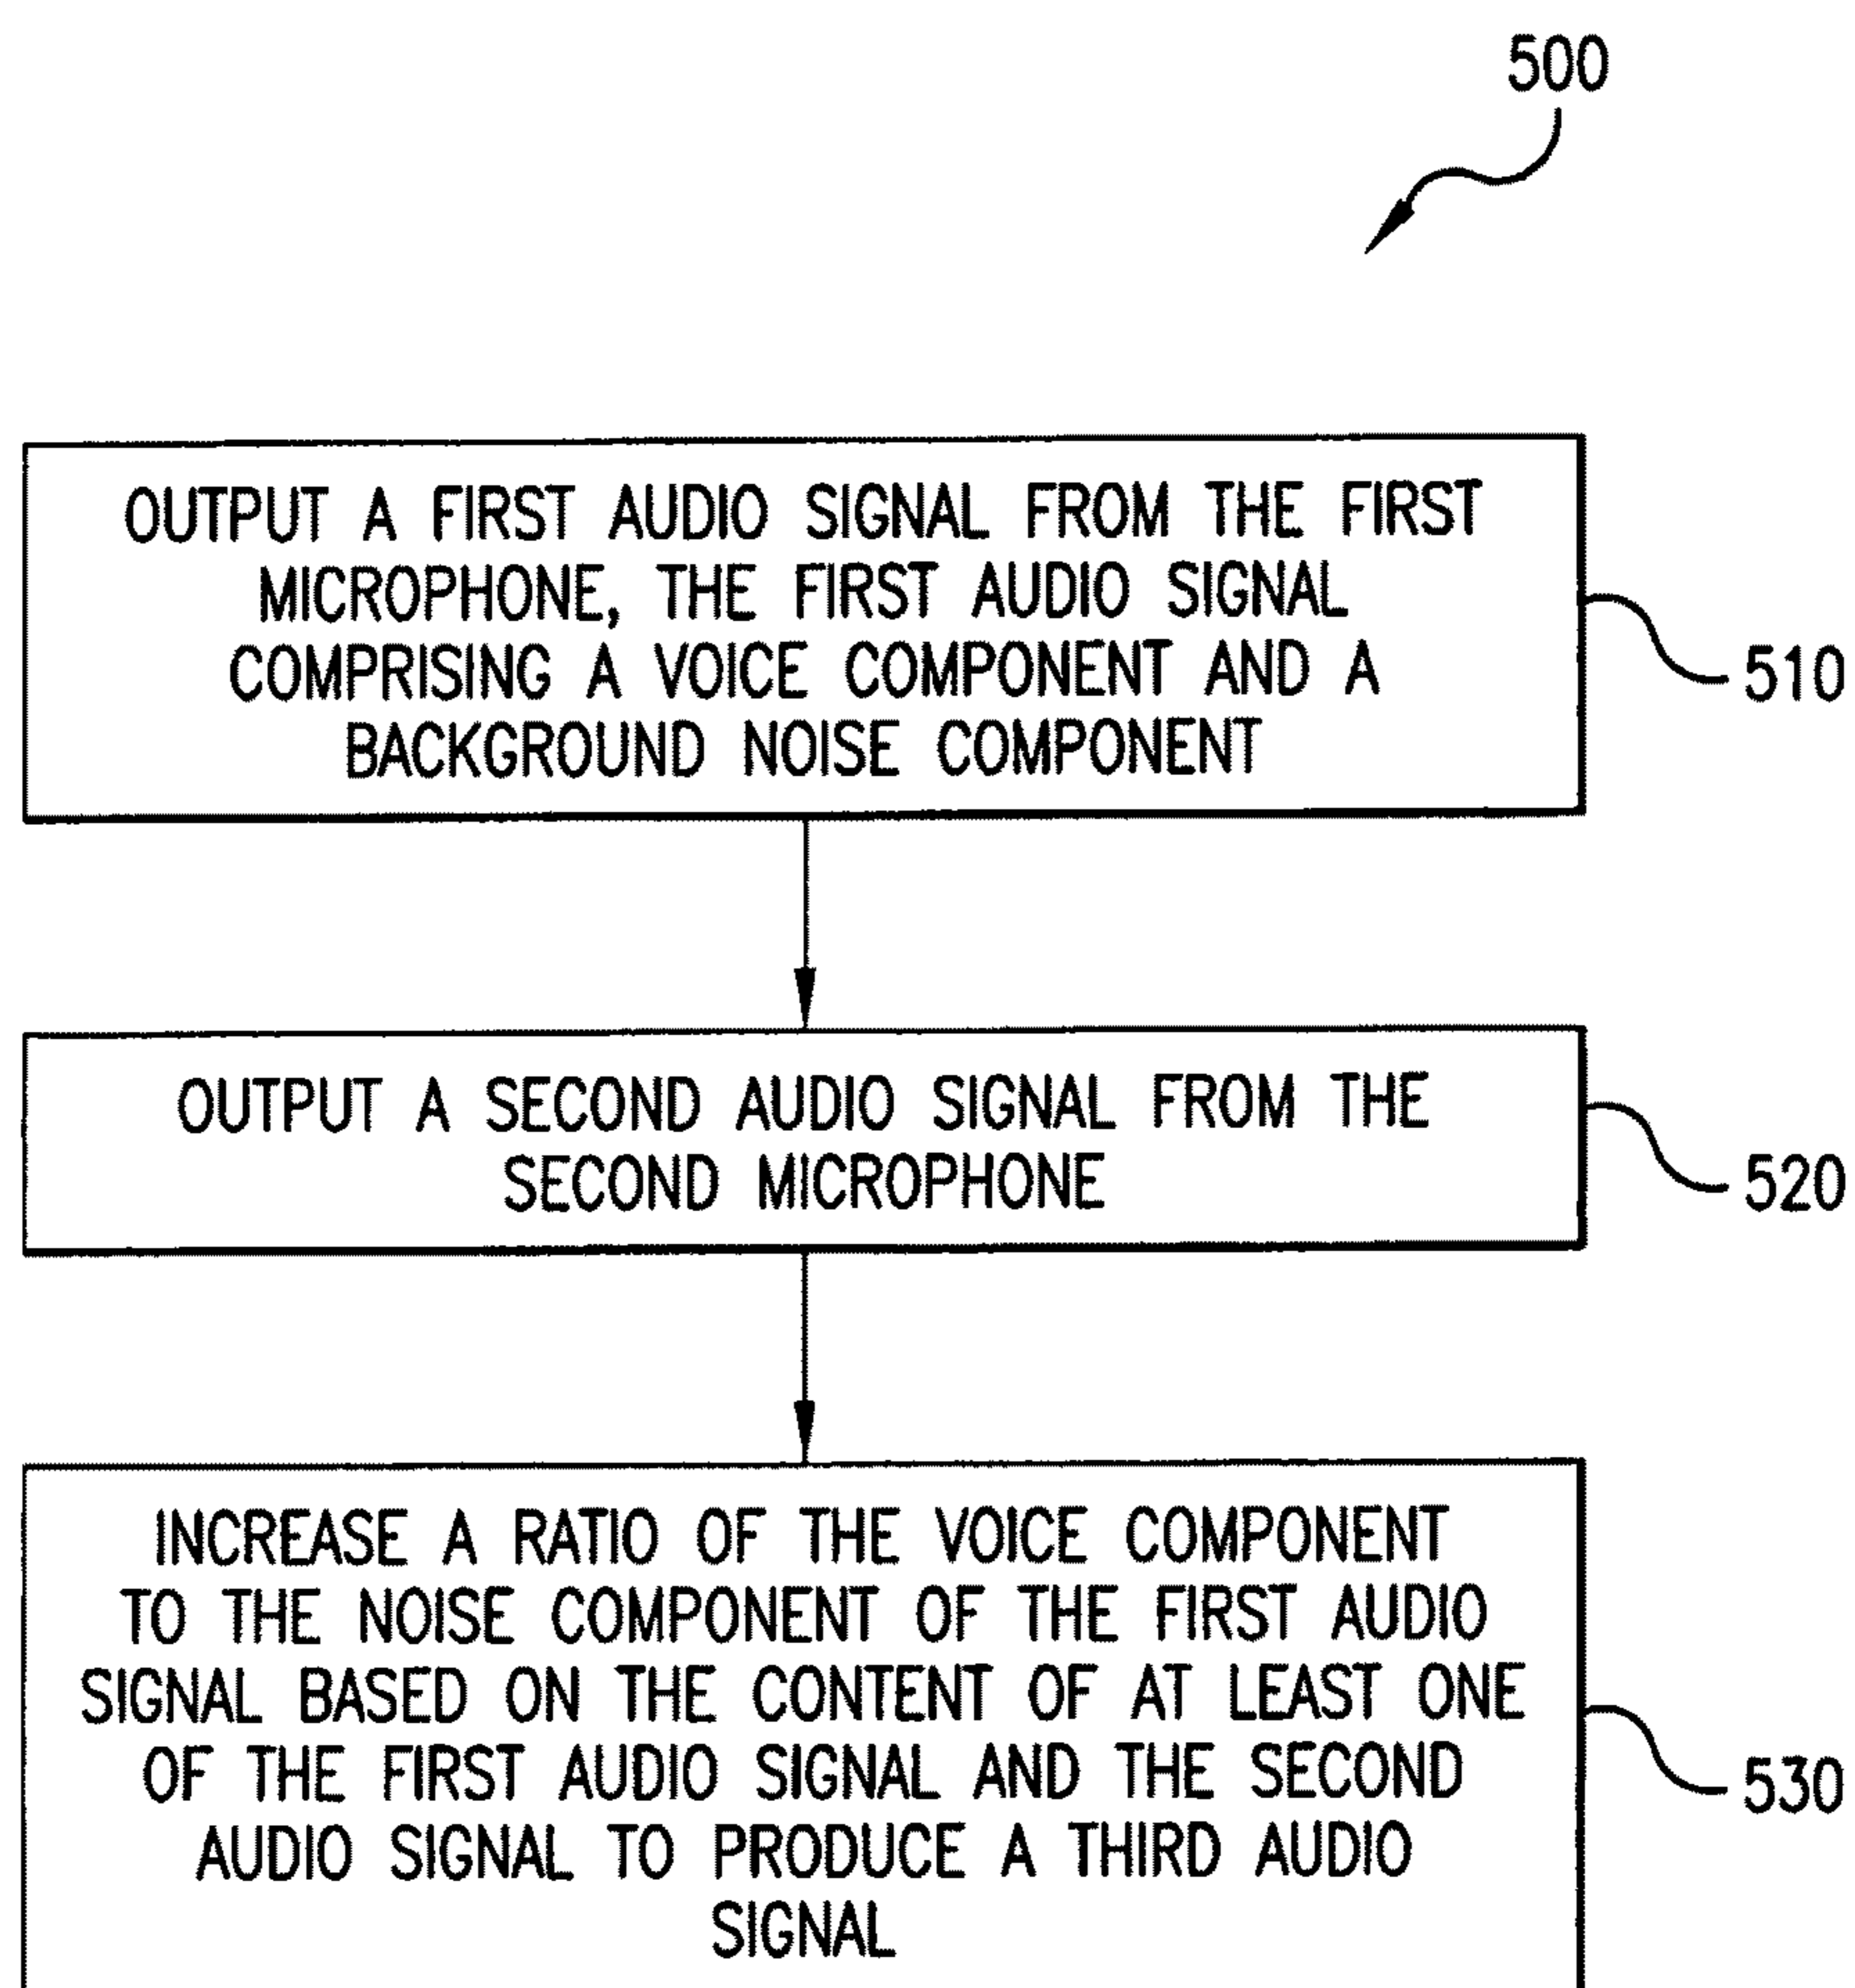 500
OUTPUT A FIRST AUDIO SIGNAL FROM THE FIRST
MICROPHONE, THE FIRST AUDIO SIGNAL
COMPRISING A VOICE COMPONENT AND A
BACKGROUND NOISE COMPONENT
510
OUTPUT A SECOND AUDIO SIGNAL FROM THE
SECOND MICROPHONE
520
INCREASE A RATIO OF THE VOICE COMPONENT
TO THE NOISE COMPONENT OF THE FIRST AUDIO
SIGNAL BASED ON THE CONTENT OF AT LEAST ONE
OF THE FIRST AUDIO SIGNAL AND THE SECOND
AUDIO SIGNAL TO PRODUCE A THIRD AUDIO
SIGNAL
530